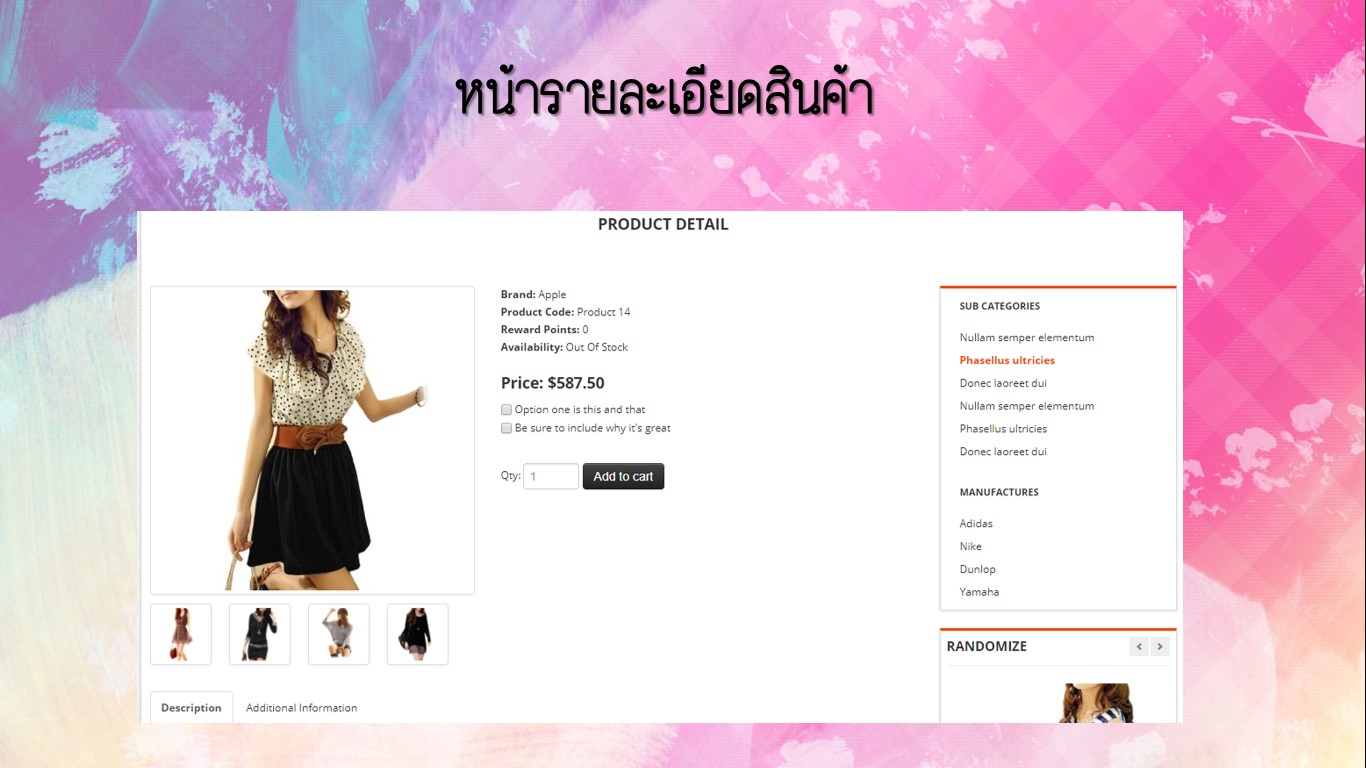 หน้ารายละเอียดสินค้า
PRODUCT DETAIL
Brand: Apple
Product Code: Product 14
Reward Points: 0
Availability: Out Of Stock
Price: $587.50
Option one is this and that
Be sure to include why it's great
Qty: 1 Add to cart
Description Additional Information
SUB CATEGORIES
Nullam semper elementum
Phasellus ultricies
Donec laoreet dui
Nullam semper elementum
Phasellus ultricies
Donec laoreet dui
MANUFACTURES
Adidas
Nike
Dunlop
Yamaha
RANDOMIZE